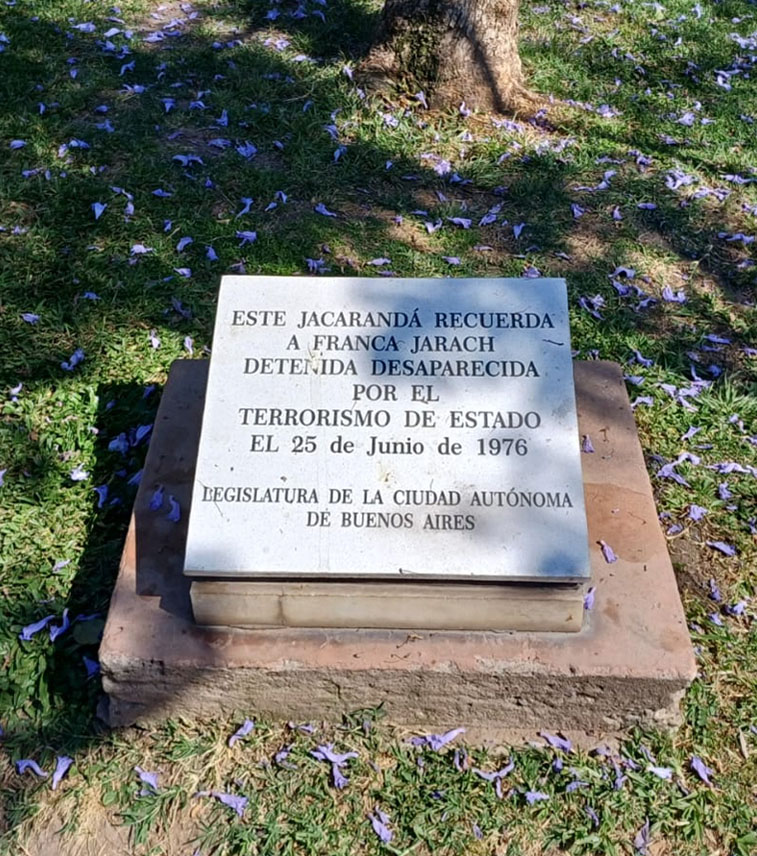 ESTE JACARANDÁ RECUERDA
A FRANCA JARACH
DETENIDA DESAPARECIDA
POR EL
TERRORISMO DE ESTADO
EL 25 de Junio de 1976
LEGISLATURA DE LA CIUDAD AUTÓNOMA
DE BUENOS AIRES